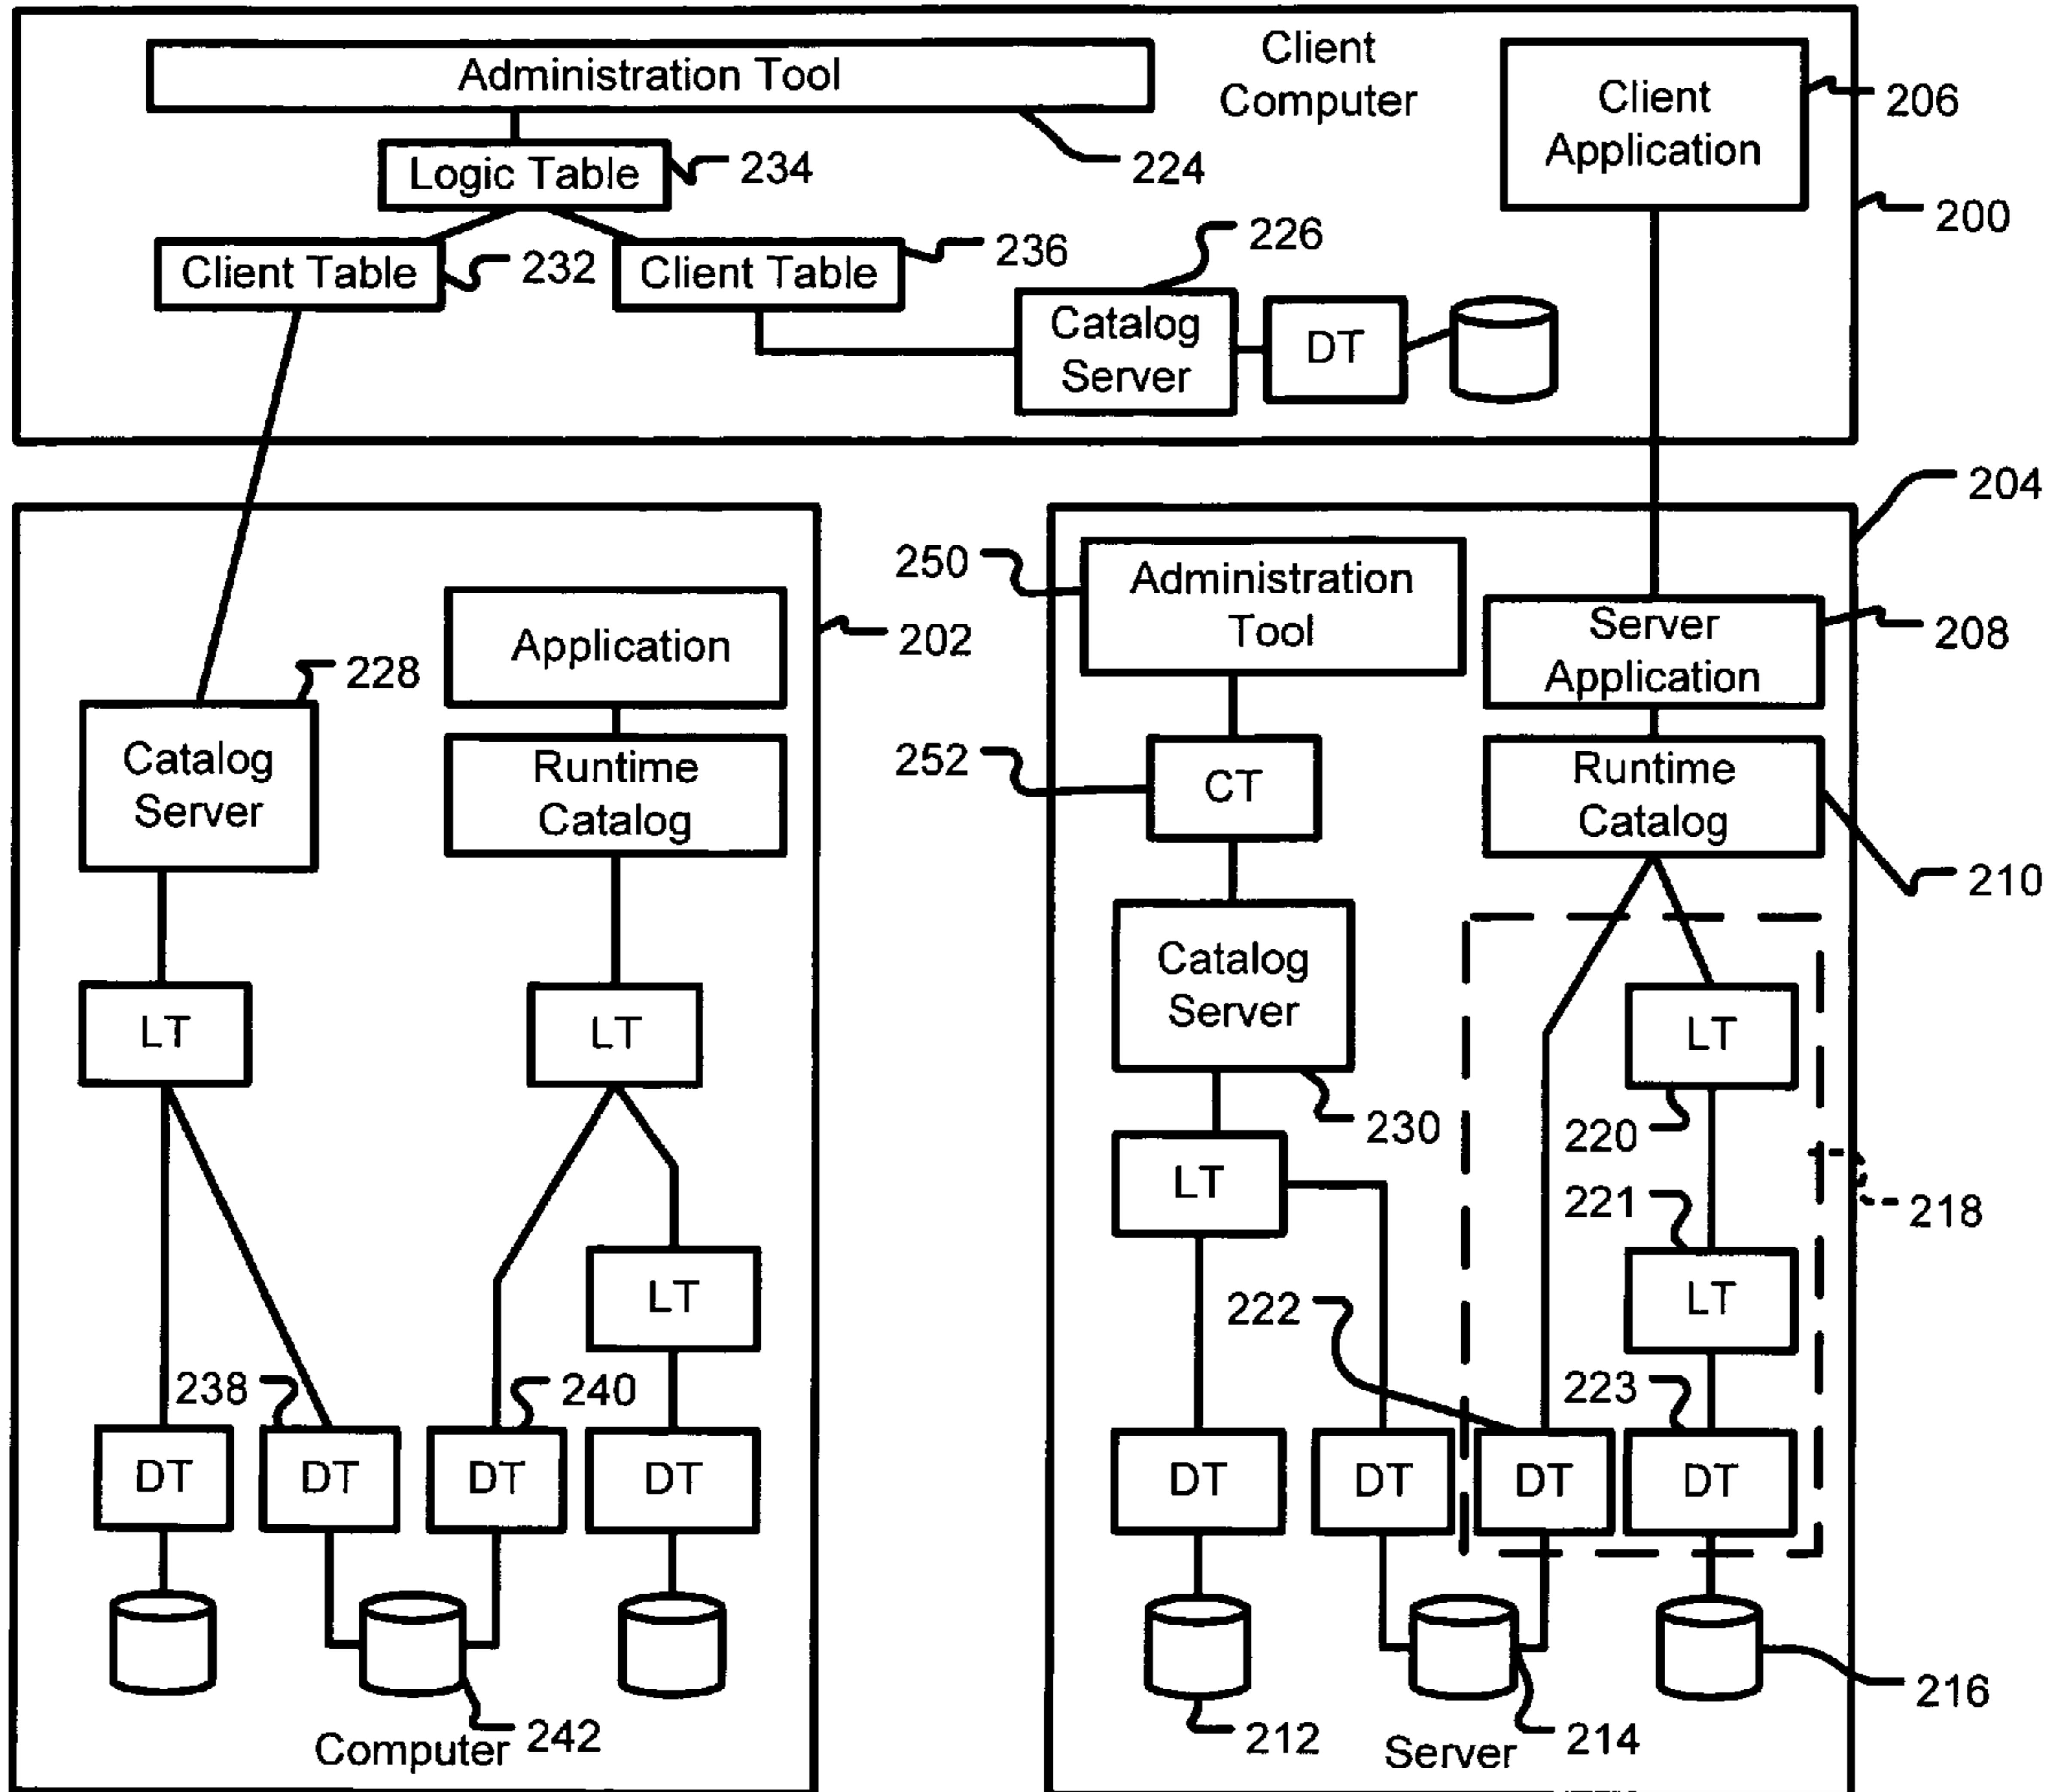 Administration Tool
Client
Computer
Client
Application
206
Logic Table
234
224
200
Client Table
232
Client Table
236
226
Catalog
Server
DT
204
250
Administration
Tool
Server
Application
208
Application
202
228
Catalog
Server
Runtime
Catalog
252
CT
Runtime
Catalog
210
Catalog
Server
LT
LT
LT
230
220
LT
221
218
LT
LT
222
238
240
223
DT
DT
DT
DT
DT
DT
DT
DT
216
Computer
242
212
Server
214